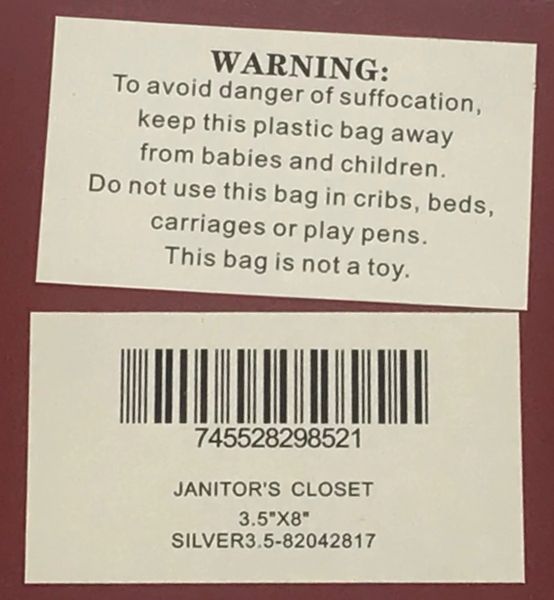 WARNING:
To avoid danger of suffocation,
keep this plastic bag away
from babies and children.
Do not use this bag in cribs, beds,
carriages or play pens.
This bag is not a toy.
745528298521
JANITOR'S CLOSET
3.5"X8"
SILVER3.5-82042817